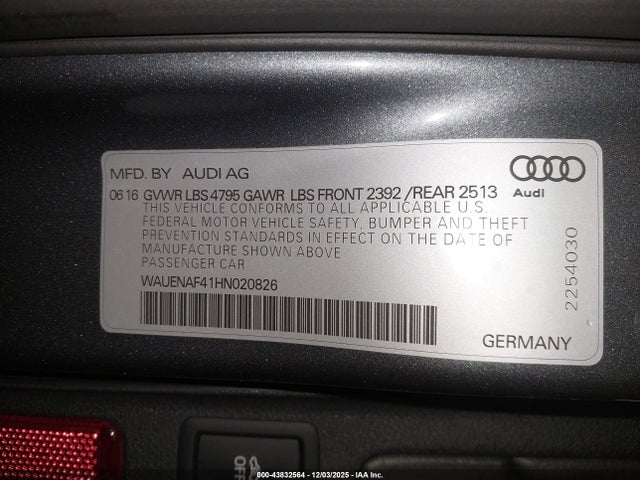 MFD. BY AUDI AG
Audi
06 16 GVWR LBS 4795 GAWR LBS FRONT 2392 /REAR 2513
THIS VEHICLE CONFORMS TO ALL APPLICABLE U.S.
FEDERAL MOTOR VEHICLE SAFETY, BUMPER AND THEFT
PREVENTION STANDARDS IN EFFECT ON THE DATE OF
MANUFACTURE SHOWN ABOVE
PASSENGER CAR
WAUENAF41HN020826
2254030
GERMANY
OFF
00-43832564 - 12/03/2025 - IAA Inc.